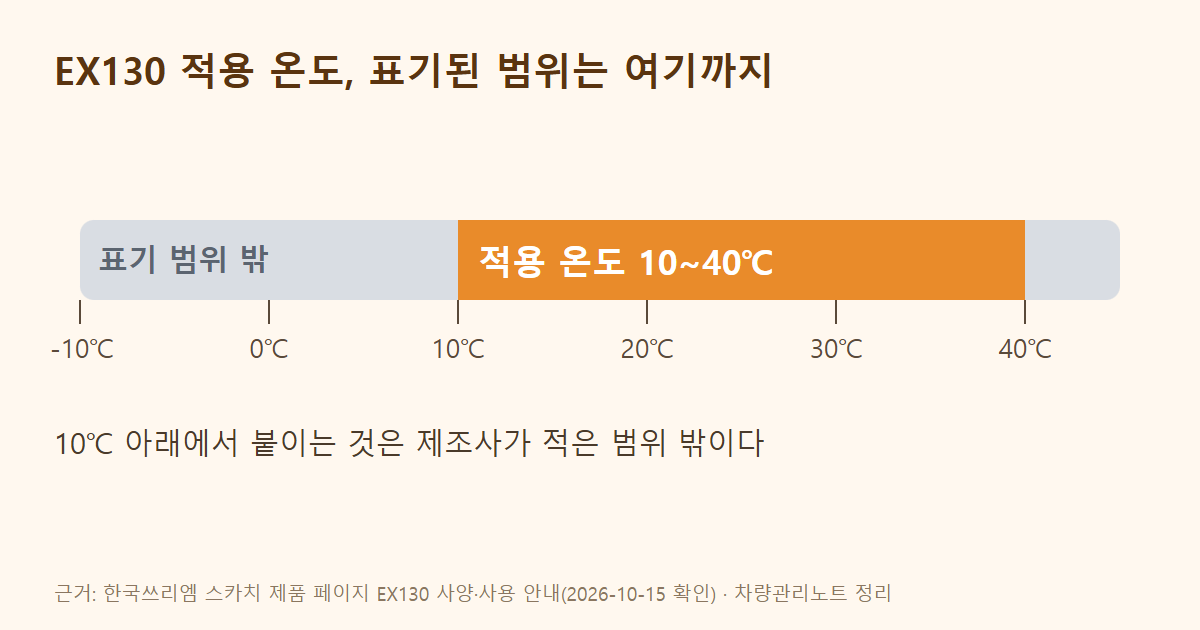 EX130 적용 온도, 표기된 범위는 여기까지
표기 범위 밖
적용 온도 10~40℃
-10℃ 0℃ 10℃ 20℃ 30℃ 40℃
10℃ 아래에서 붙이는 것은 제조사가 적은 범위 밖이다
근거: 한국쓰리엠 스카치 제품 페이지 EX130 사양·사용 안내(2026-10-15 확인) · 차량관리노트 정리